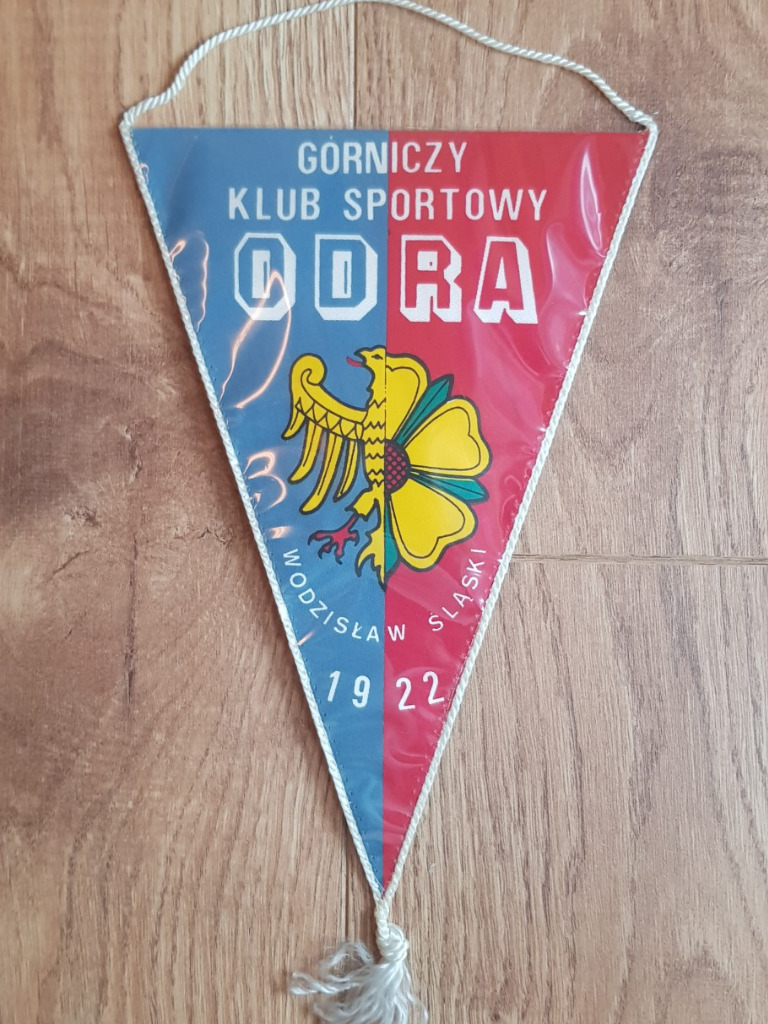 GÓRNICZY
KLUB SPORTOWY
ODRA
WODZISŁAW ŚLĄSKI
1922